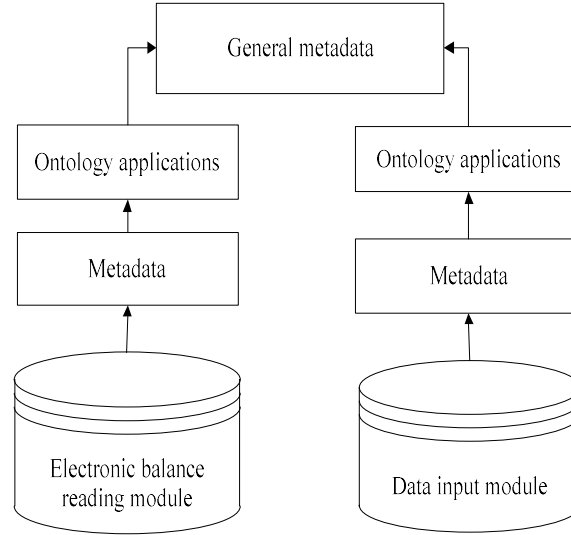 General metadata
Ontology applications
Ontology applications
Metadata
Metadata
Electronic balance
reading module
Data input module